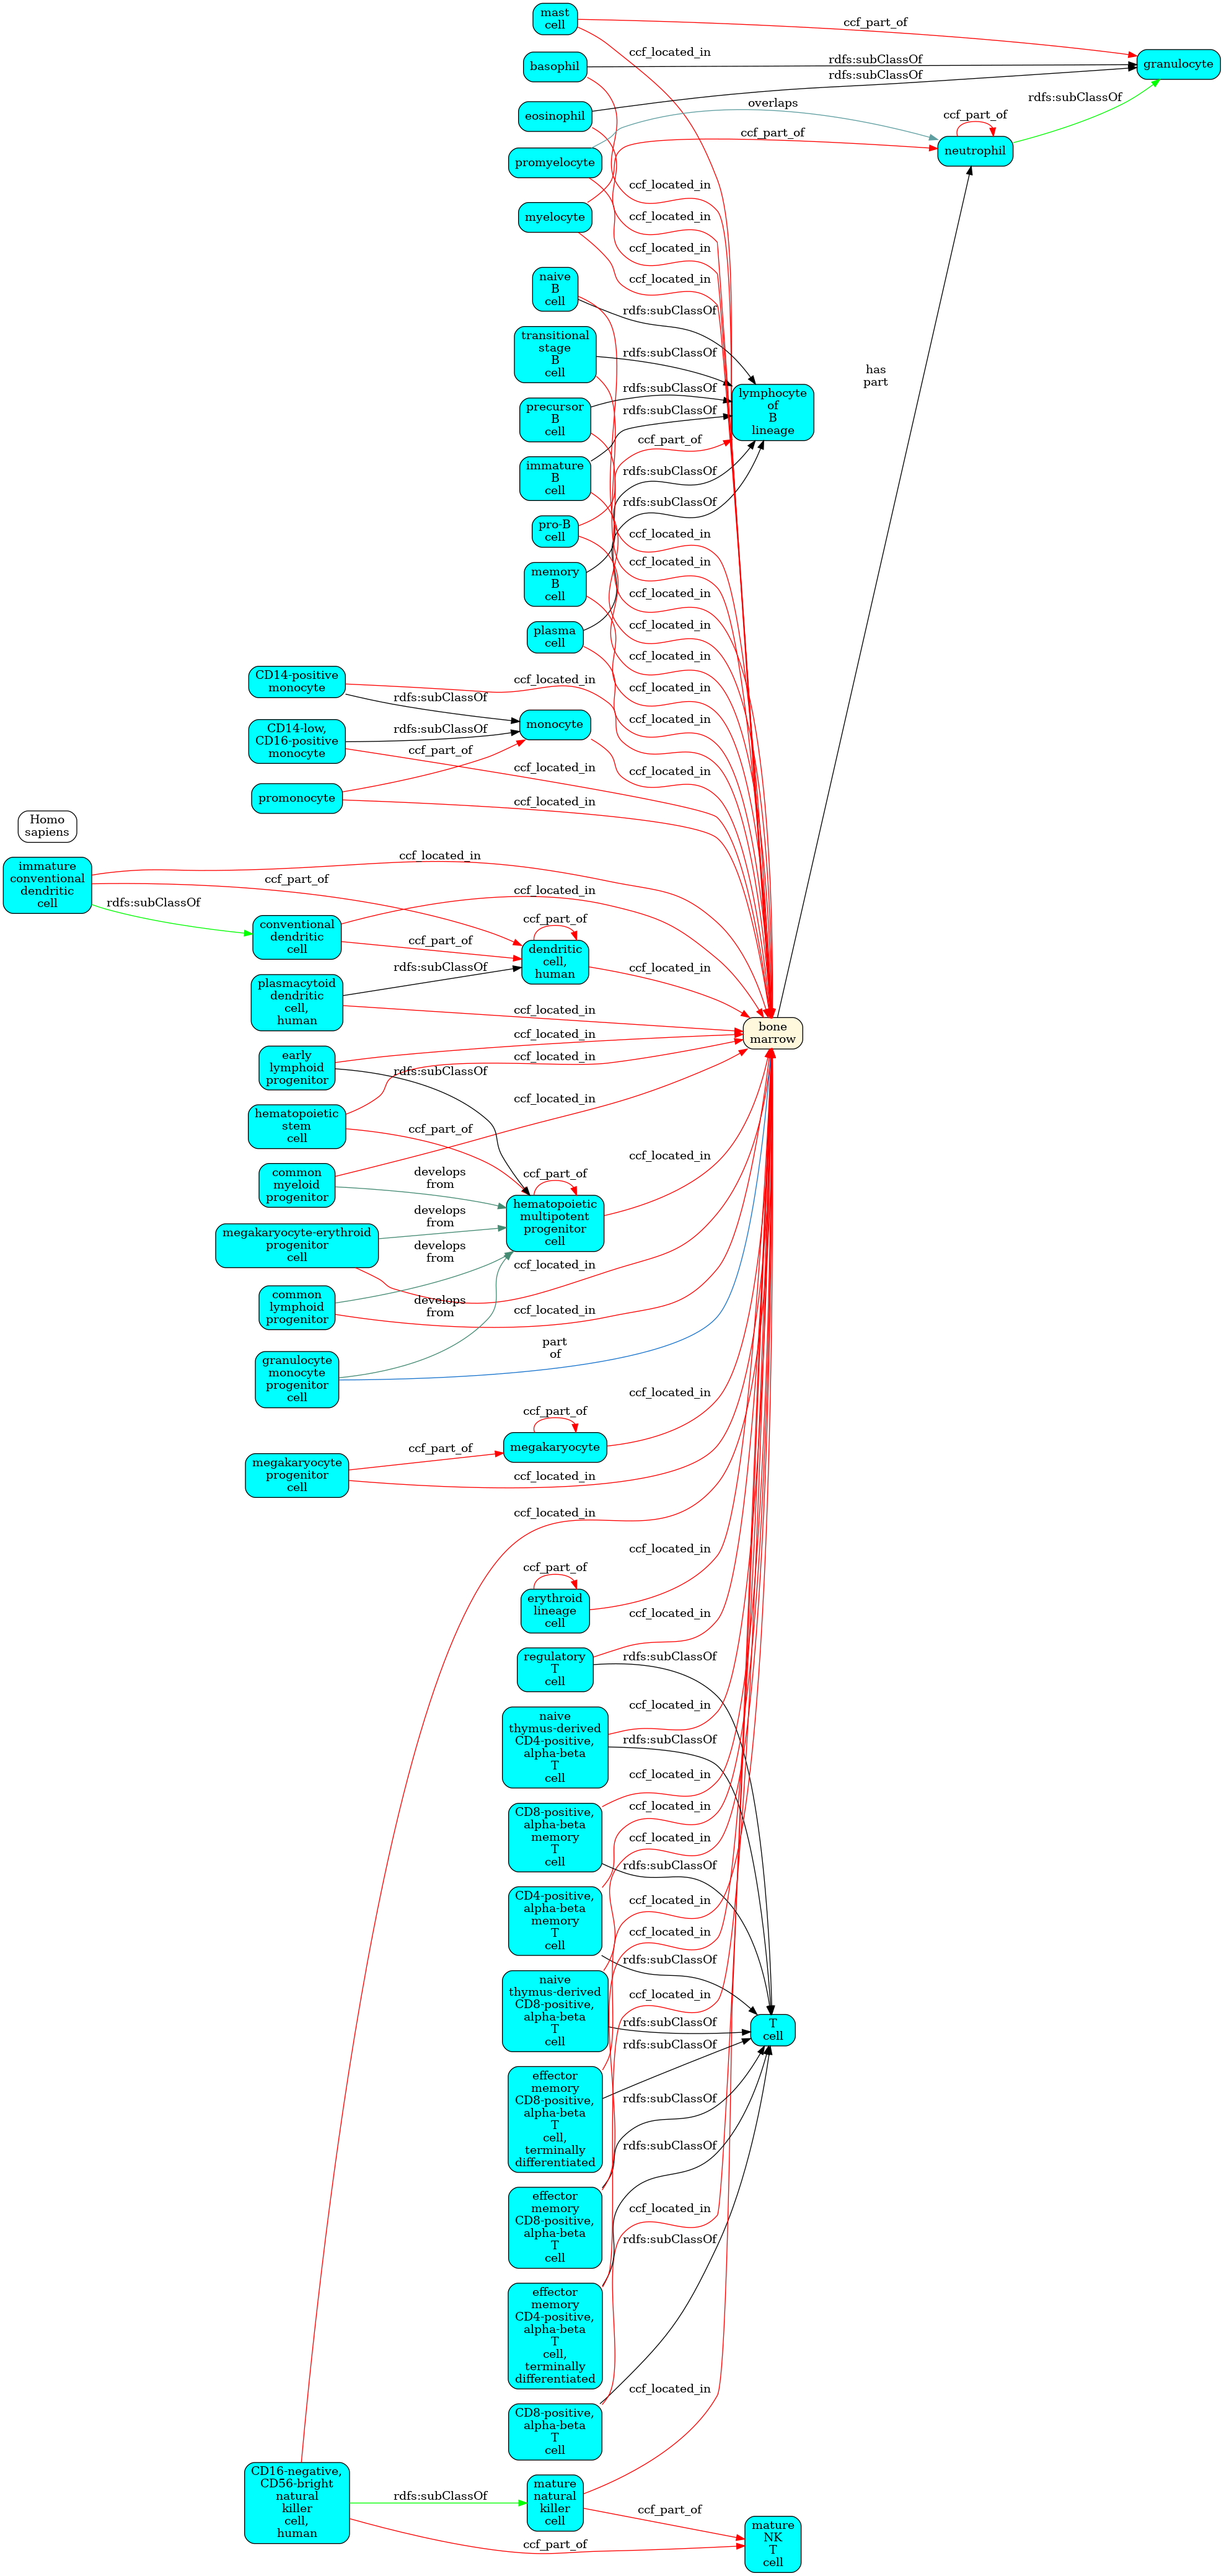 mast
cell
ccf_part_of
granulocyte
ccf_located_in
basophil
rdfs:subClassOf
rdfs:subClassOf
eosinophil
overlaps
rdfs:subClassOf
ccf_part_of
promyelocyte
ccf_part_of
neutrophil
ccf_located_in
myelocyte
ccf_located_in
ccf_located_in
naive
B
cell
ccf_located_in
rdfs:subClassOf
transitional
stage
B
cell
rdfs:subClassOf
has
part
precursor
B
cell
rdfs:subClassOf
rdfs:subClassOf
lymphocyte
of
B
lineage
immature
B
cell
ccf_part_of
rdfs:subClassOf
pro-B
cell
rdfs:subClassOf
ccf_located_in
memory
B
cell
ccf_located_in
ccf_located_in
plasma
cell
ccf_located_in
ccf_located_in
CD14-positive
monocyte
ccf_located_in
ccf_located_in
rdfs:subClassOf
monocyte
ccf_located_in
CD14-low,
CD16-positive
monocyte
rdfs:subClassOf
ccf_part_of
ccf_located_in
ccf_located_in
promonocyte
ccf_located_in
Homo
sapiens
immature
conventional
dendritic
cell
ccf_located_in
ccf_part_of
rdfs:subClassOf
ccf_located_in
conventional
dendritic
cell
ccf_part_of
ccf_part_of
dendritic
cell,
human
ccf_located_in
plasmacytoid
dendritic
cell,
human
rdfs:subClassOf
ccf_located_in
bone
marrow
early
lymphoid
progenitor
ccf_located_in
ccf_located_in
rdfs:subClassOf
hematopoietic
stem
cell
ccf_located_in
ccf_part_of
common
myeloid
progenitor
develops
from
ccf_part_of
ccf_located_in
hematopoietic
multipotent
progenitor
cell
megakaryocyte-erythroid
progenitor
cell
develops
from
develops
from
ccf_located_in
common
lymphoid
progenitor
develops
from
ccf_located_in
granulocyte
monocyte
progenitor
cell
part
of
ccf_located_in
ccf_part_of
megakaryocyte
megakaryocyte
progenitor
cell
ccf_part_of
ccf_located_in
ccf_located_in
ccf_located_in
ccf_part_of
erythroid
lineage
cell
ccf_located_in
regulatory
T
cell
rdfs:subClassOf
naive
thymus-derived
CD4-positive,
alpha-beta
T
cell
ccf_located_in
rdfs:subClassOf
ccf_located_in
CD8-positive,
alpha-beta
memory
T
cell
ccf_located_in
ccf_located_in
rdfs:subClassOf
CD4-positive,
alpha-beta
memory
T
cell
ccf_located_in
ccf_located_in
rdfs:subClassOf
naive
thymus-derived
CD8-positive,
alpha-beta
T
cell
ccf_located_in
rdfs:subClassOf
T
cell
rdfs:subClassOf
effector
memory
CD8-positive,
alpha-beta
T
cell,
terminally
differentiated
rdfs:subClassOf
rdfs:subClassOf
effector
memory
CD8-positive,
alpha-beta
T
cell
ccf_located_in
rdfs:subClassOf
effector
memory
CD4-positive,
alpha-beta
T
cell,
terminally
differentiated
ccf_located_in
CD8-positive,
alpha-beta
T
cell
CD16-negative,
CD56-bright
natural
killer
cell,
human
rdfs:subClassOf
mature
natural
killer
cell
ccf_part_of
ccf_part_of
mature
NK
T
cell